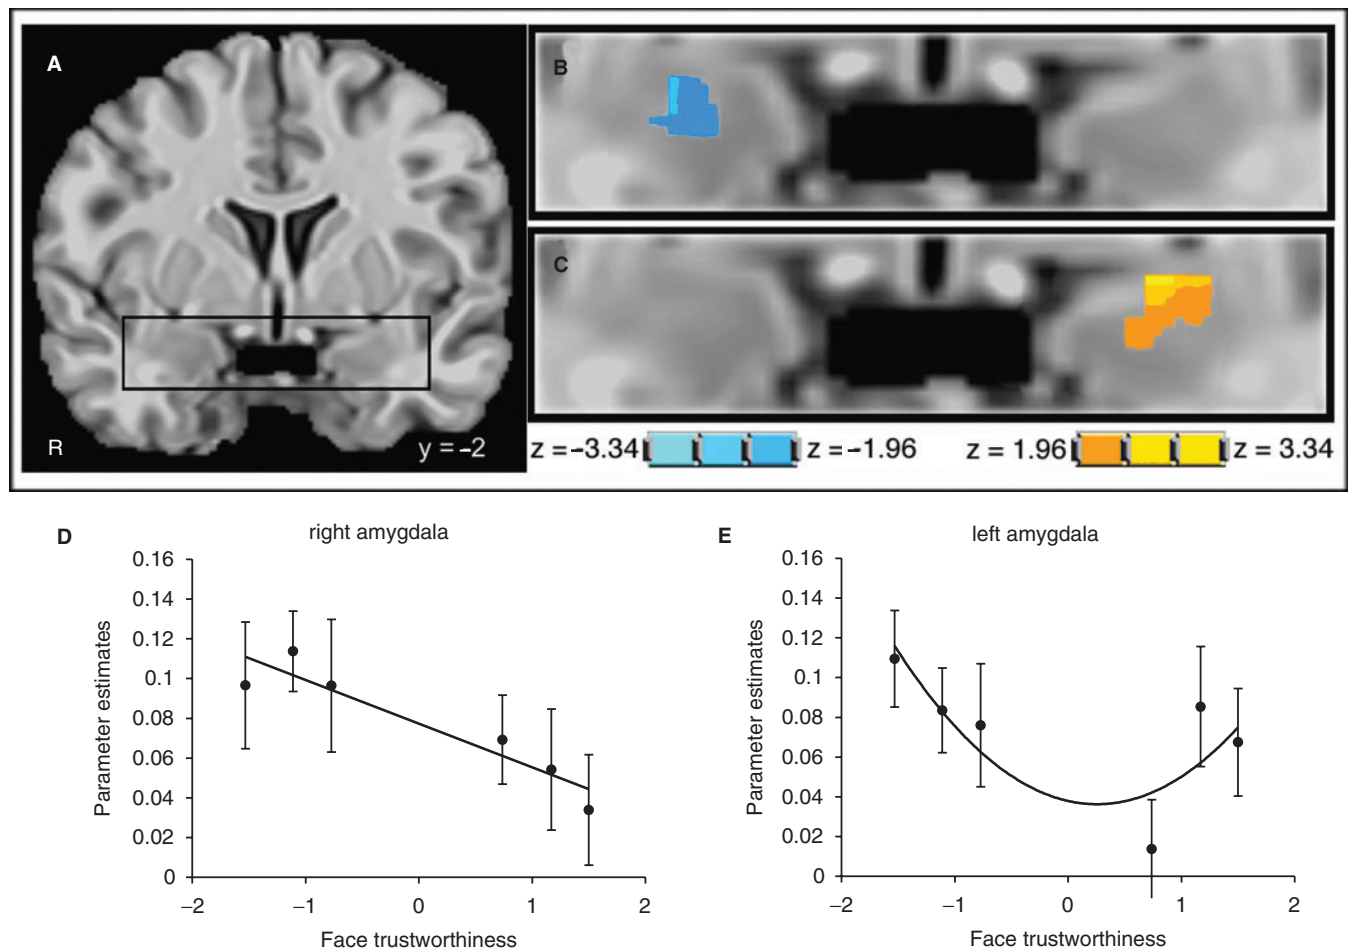 A
B
C
R
y = −2
z = −3.34
z = −1.96
z = 1.96
z = 3.34
D
right amygdala
Parameter estimates
0.16
0.14
0.12
0.1
0.08
0.06
0.04
0.02
0
−2
−1
0
1
2
Face trustworthiness
E
left amygdala
Parameter estimates
0.16
0.14
0.12
0.1
0.08
0.06
0.04
0.02
0
−2
−1
0
1
2
Face trustworthiness